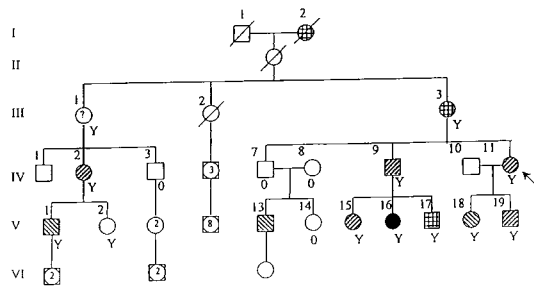 I
1 2
II
III
1 2 3
? Y Y
IV
1 2 3 3 7 8 9 10 11
Y 0 0 0 Y Y
V
1 2 2 8 13 14 15 16 17 18 19
Y Y 0 Y Y Y Y Y
VI
2 2